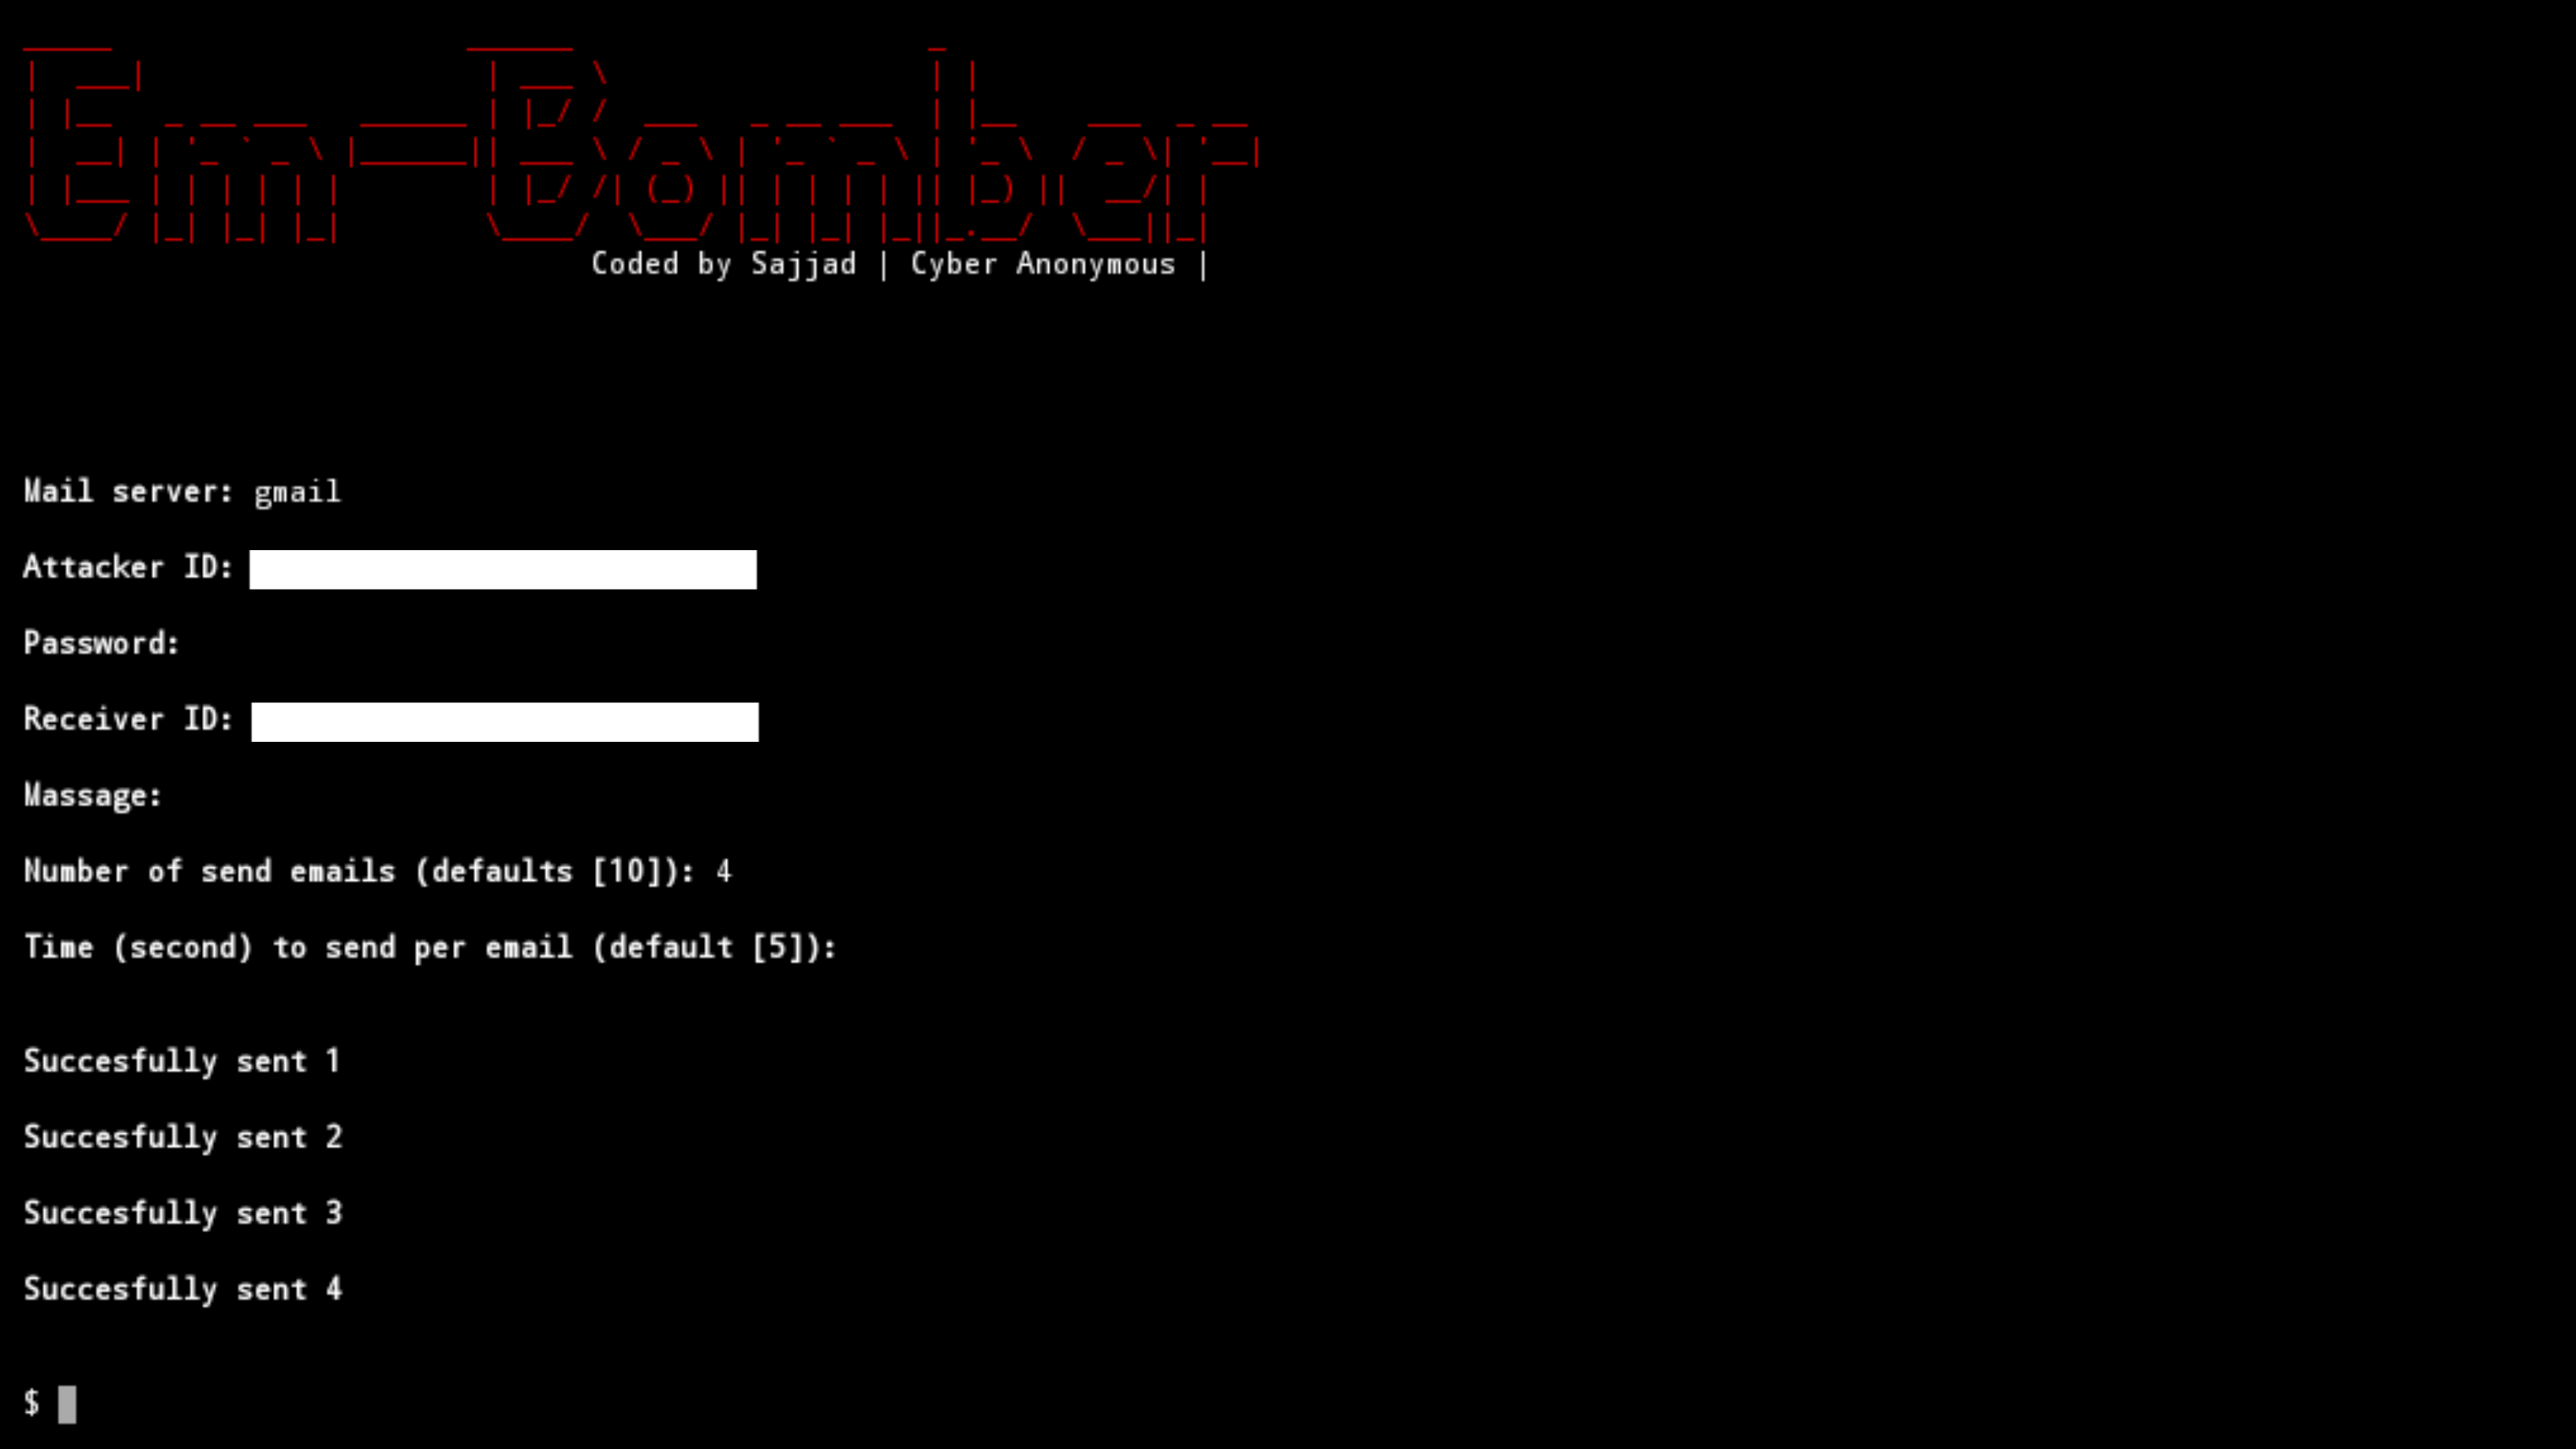 Em-Bomber
Coded by Sajjad | Cyber Anonymous |
Mail server: gmail
Attacker ID:
Password:
Receiver ID:
Massage:
Number of send emails (defaults [10]): 4
Time (second) to send per email (default [5]):
Succesfully sent 1
Succesfully sent 2
Succesfully sent 3
Succesfully sent 4
$